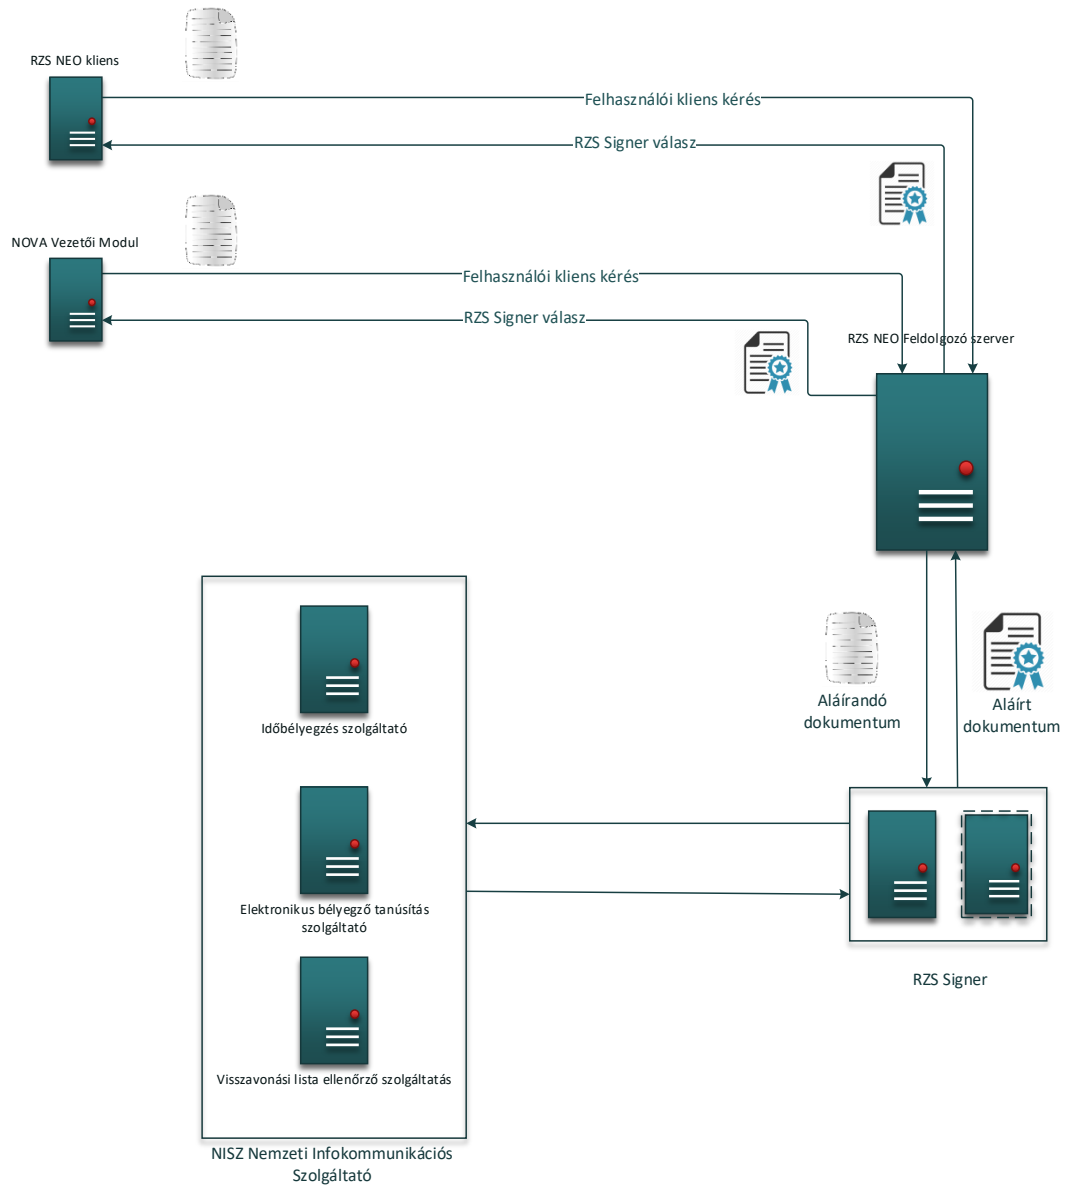 RZS NEO kliens
Felhasználói kliens kérés
RZS Signer válasz
NOVA Vezetői Modul
Felhasználói kliens kérés
RZS Signer válasz
RZS NEO Feldolgozó szerver
Aláírandó
dokumentum
Aláírt
dokumentum
Időbélyegzés szolgáltató
Elektronikus bélyegző tanúsítás
szolgáltató
Visszavonási lista ellenőrző szolgáltatás
RZS Signer
NISZ Nemzeti Infokommunikációs
Szolgáltató